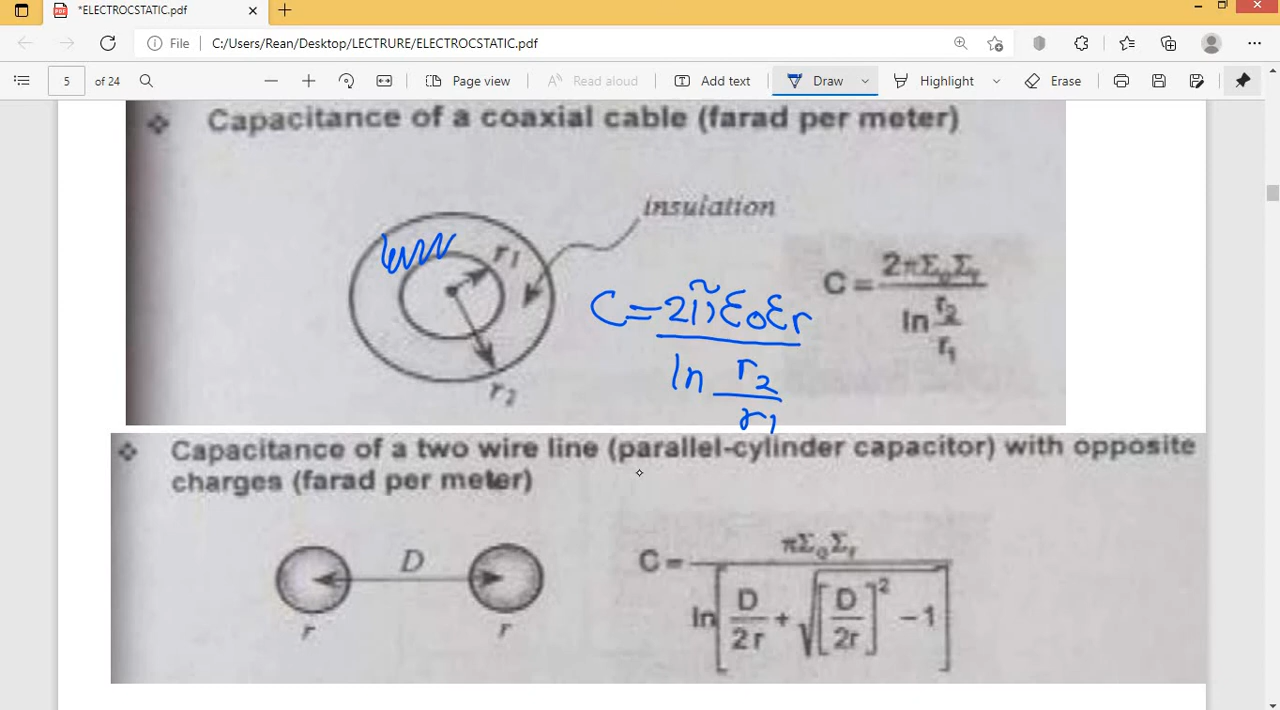 *ELECTROCSTATIC.pdf
File C:/Users/Rean/Desktop/LECTRURE/ELECTROCSTATIC.pdf
5 of 24 Page view Read aloud Add text Draw Highlight Erase
❖ Capacitance of a coaxial cable (farad per meter)
insulation
r₁
r₂
C = 2πΣ₀Σᵣ / ln r₂/r₁
C = 2πε₀εr / ln r₂/r₁
❖ Capacitance of a two wire line (parallel-cylinder capacitor) with opposite
charges (farad per meter)
D
r r
C = πΣ₀Σᵣ / ln[D/2r + √([D/2r]² − 1)]